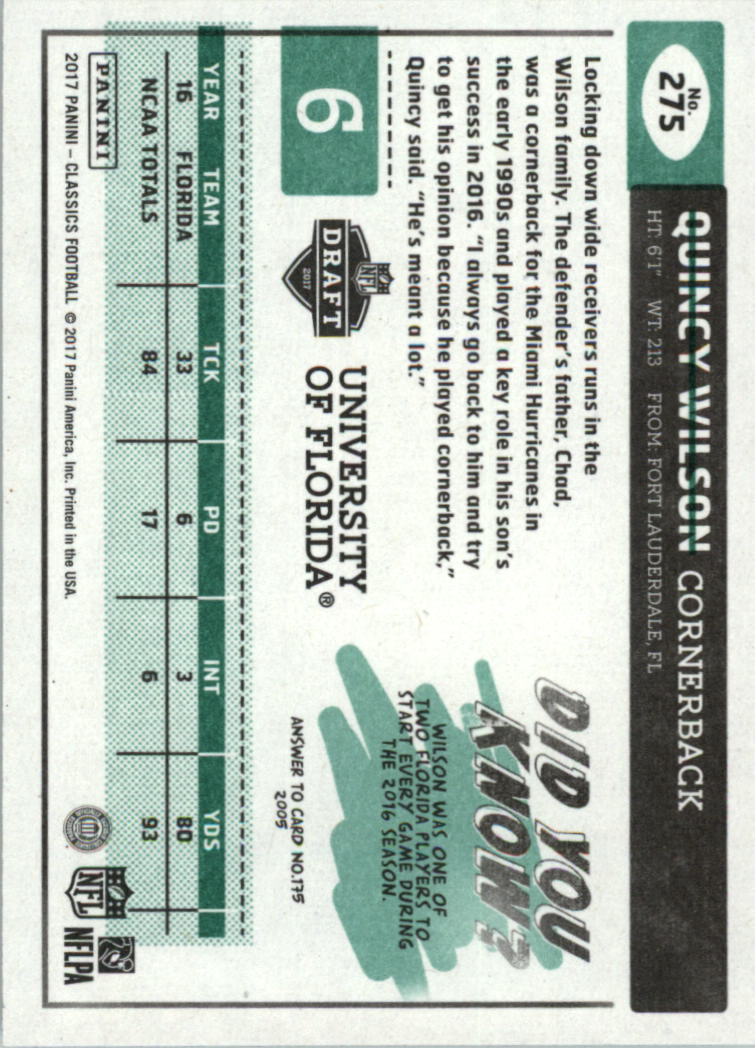 No.
275
QUINCY WILSON CORNERBACK
HT: 6'1" WT: 213 FROM: FORT LAUDERDALE, FL
Locking down wide receivers runs in the
Wilson family. The defender's father, Chad,
was a cornerback for the Miami Hurricanes in
the early 1990s and played a key role in his son's
success in 2016. "I always go back to him and try
to get his opinion because he played cornerback,"
Quincy said. "He's meant a lot."
DID YOU
KNOW?
WILSON WAS ONE OF
TWO FLORIDA PLAYERS TO
START EVERY GAME DURING
THE 2016 SEASON.
ANSWER TO CARD NO.175
2005
6
NFL
DRAFT
2017
UNIVERSITY
OF FLORIDA®
YEAR TEAM TCK PD INT YDS
16 FLORIDA 33 6 3 80
NCAA TOTALS 84 17 6 93
PANINI
2017 PANINI – CLASSICS FOOTBALL © 2017 Panini America, Inc. Printed in the USA.
NFL
NFLPA